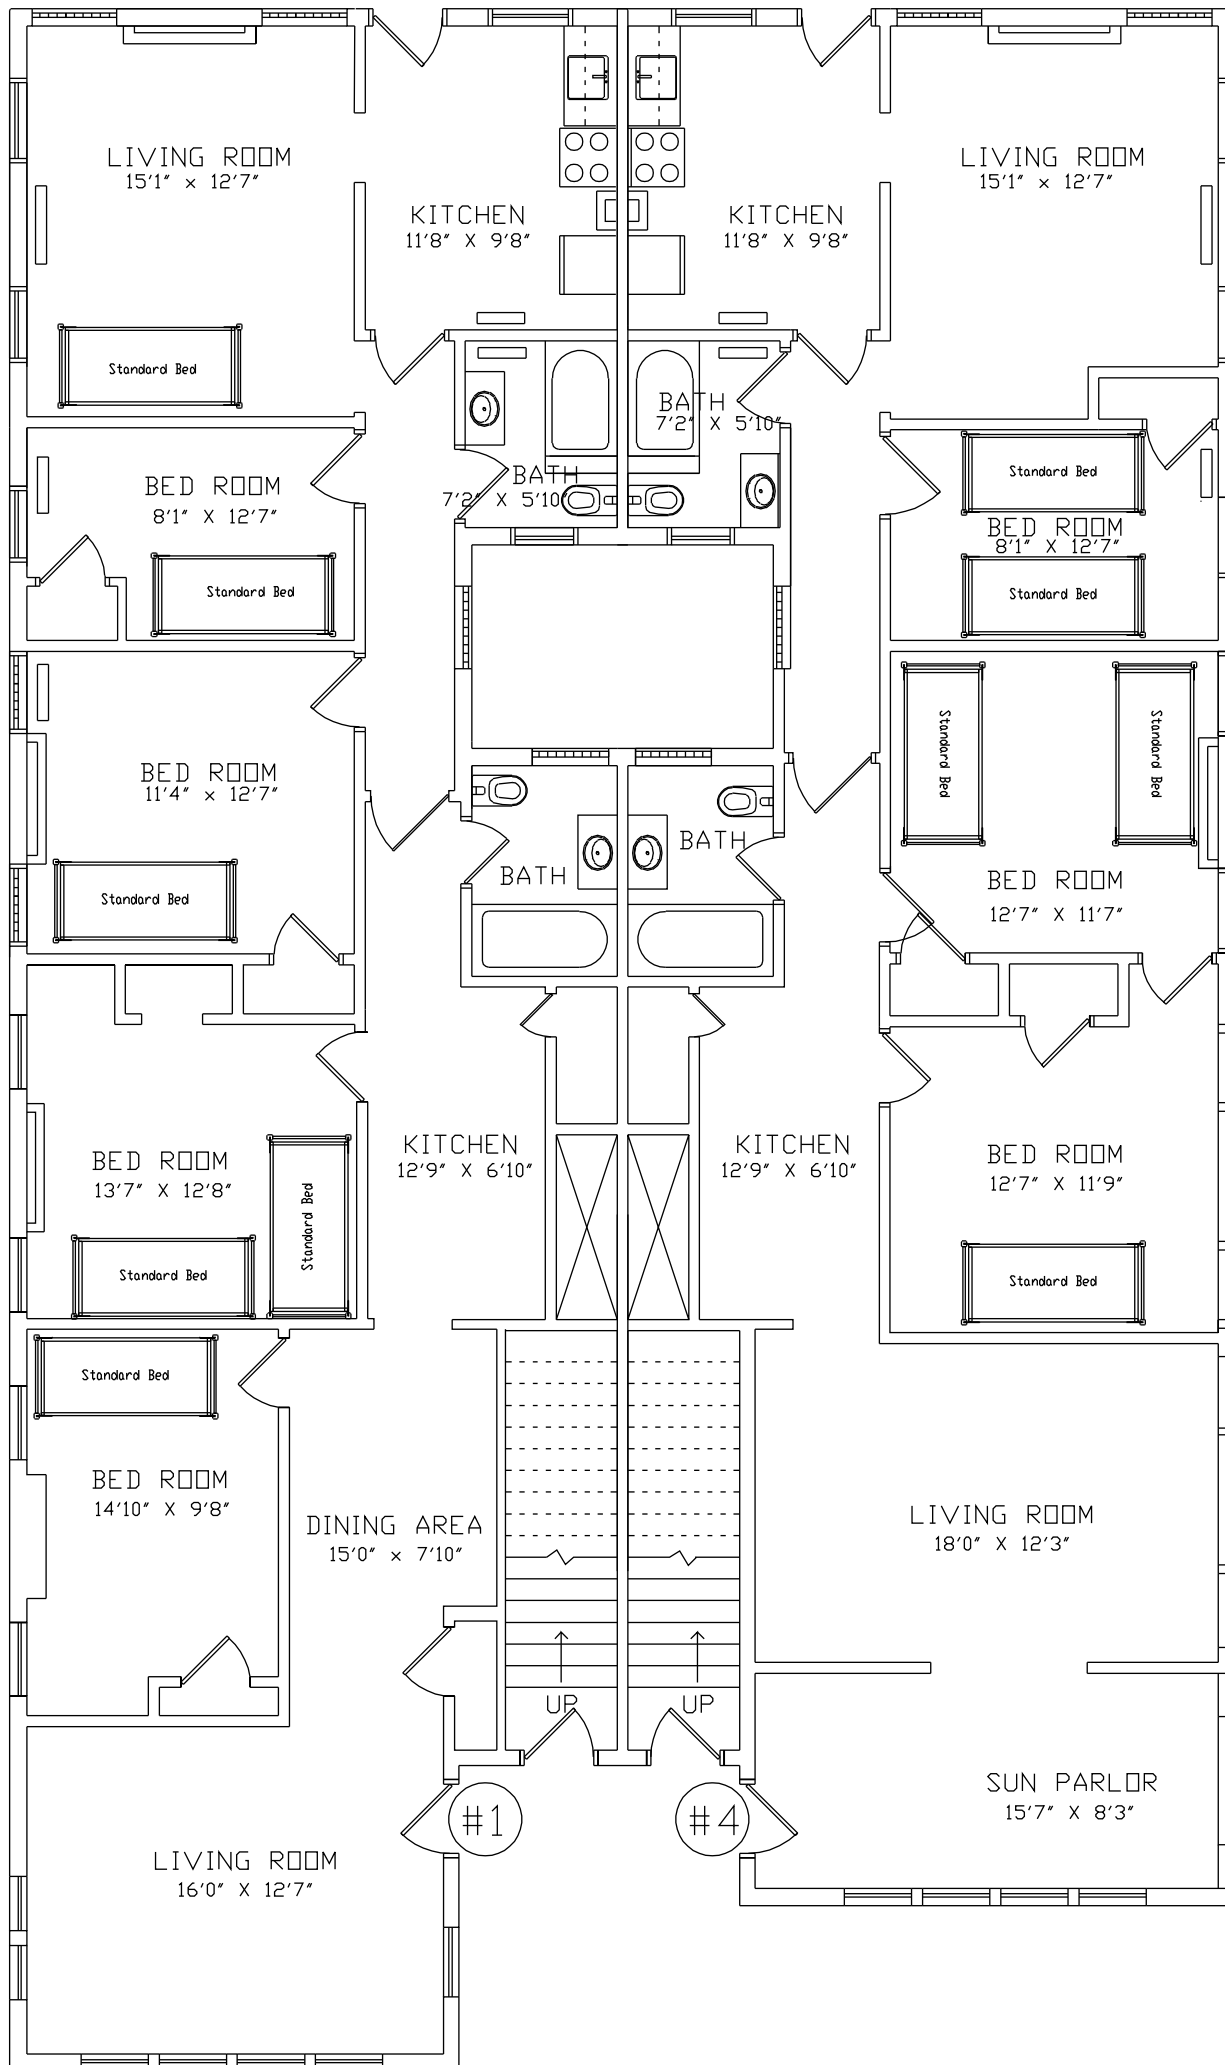 LIVING ROOM
15'1" x 12'7"
LIVING ROOM
15'1" x 12'7"
KITCHEN
11'8" X 9'8"
KITCHEN
11'8" X 9'8"
Standard Bed
BATH
7'2" X 5'10"
BATH
7'2" X 5'10"
BED ROOM
8'1" X 12'7"
Standard Bed
Standard Bed
BED ROOM
8'1" X 12'7"
Standard Bed
BED ROOM
11'4" x 12'7"
Standard Bed
Standard Bed
Standard Bed
BATH
BATH
BED ROOM
12'7" X 11'7"
BED ROOM
13'7" X 12'8"
Standard Bed
Standard Bed
KITCHEN
12'9" X 6'10"
KITCHEN
12'9" X 6'10"
BED ROOM
12'7" X 11'9"
Standard Bed
Standard Bed
BED ROOM
14'10" X 9'8"
DINING AREA
15'0" x 7'10"
LIVING ROOM
18'0" X 12'3"
UP
UP
SUN PARLOR
15'7" X 8'3"
#1
#4
LIVING ROOM
16'0" X 12'7"